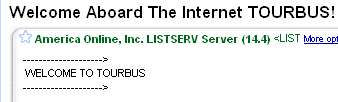 Welcome Aboard The Internet TOURBUS!
America Online, Inc. LISTSERV Server (14.4) <LIST More opt
--------------------->
WELCOME TO TOURBUS
--------------------->